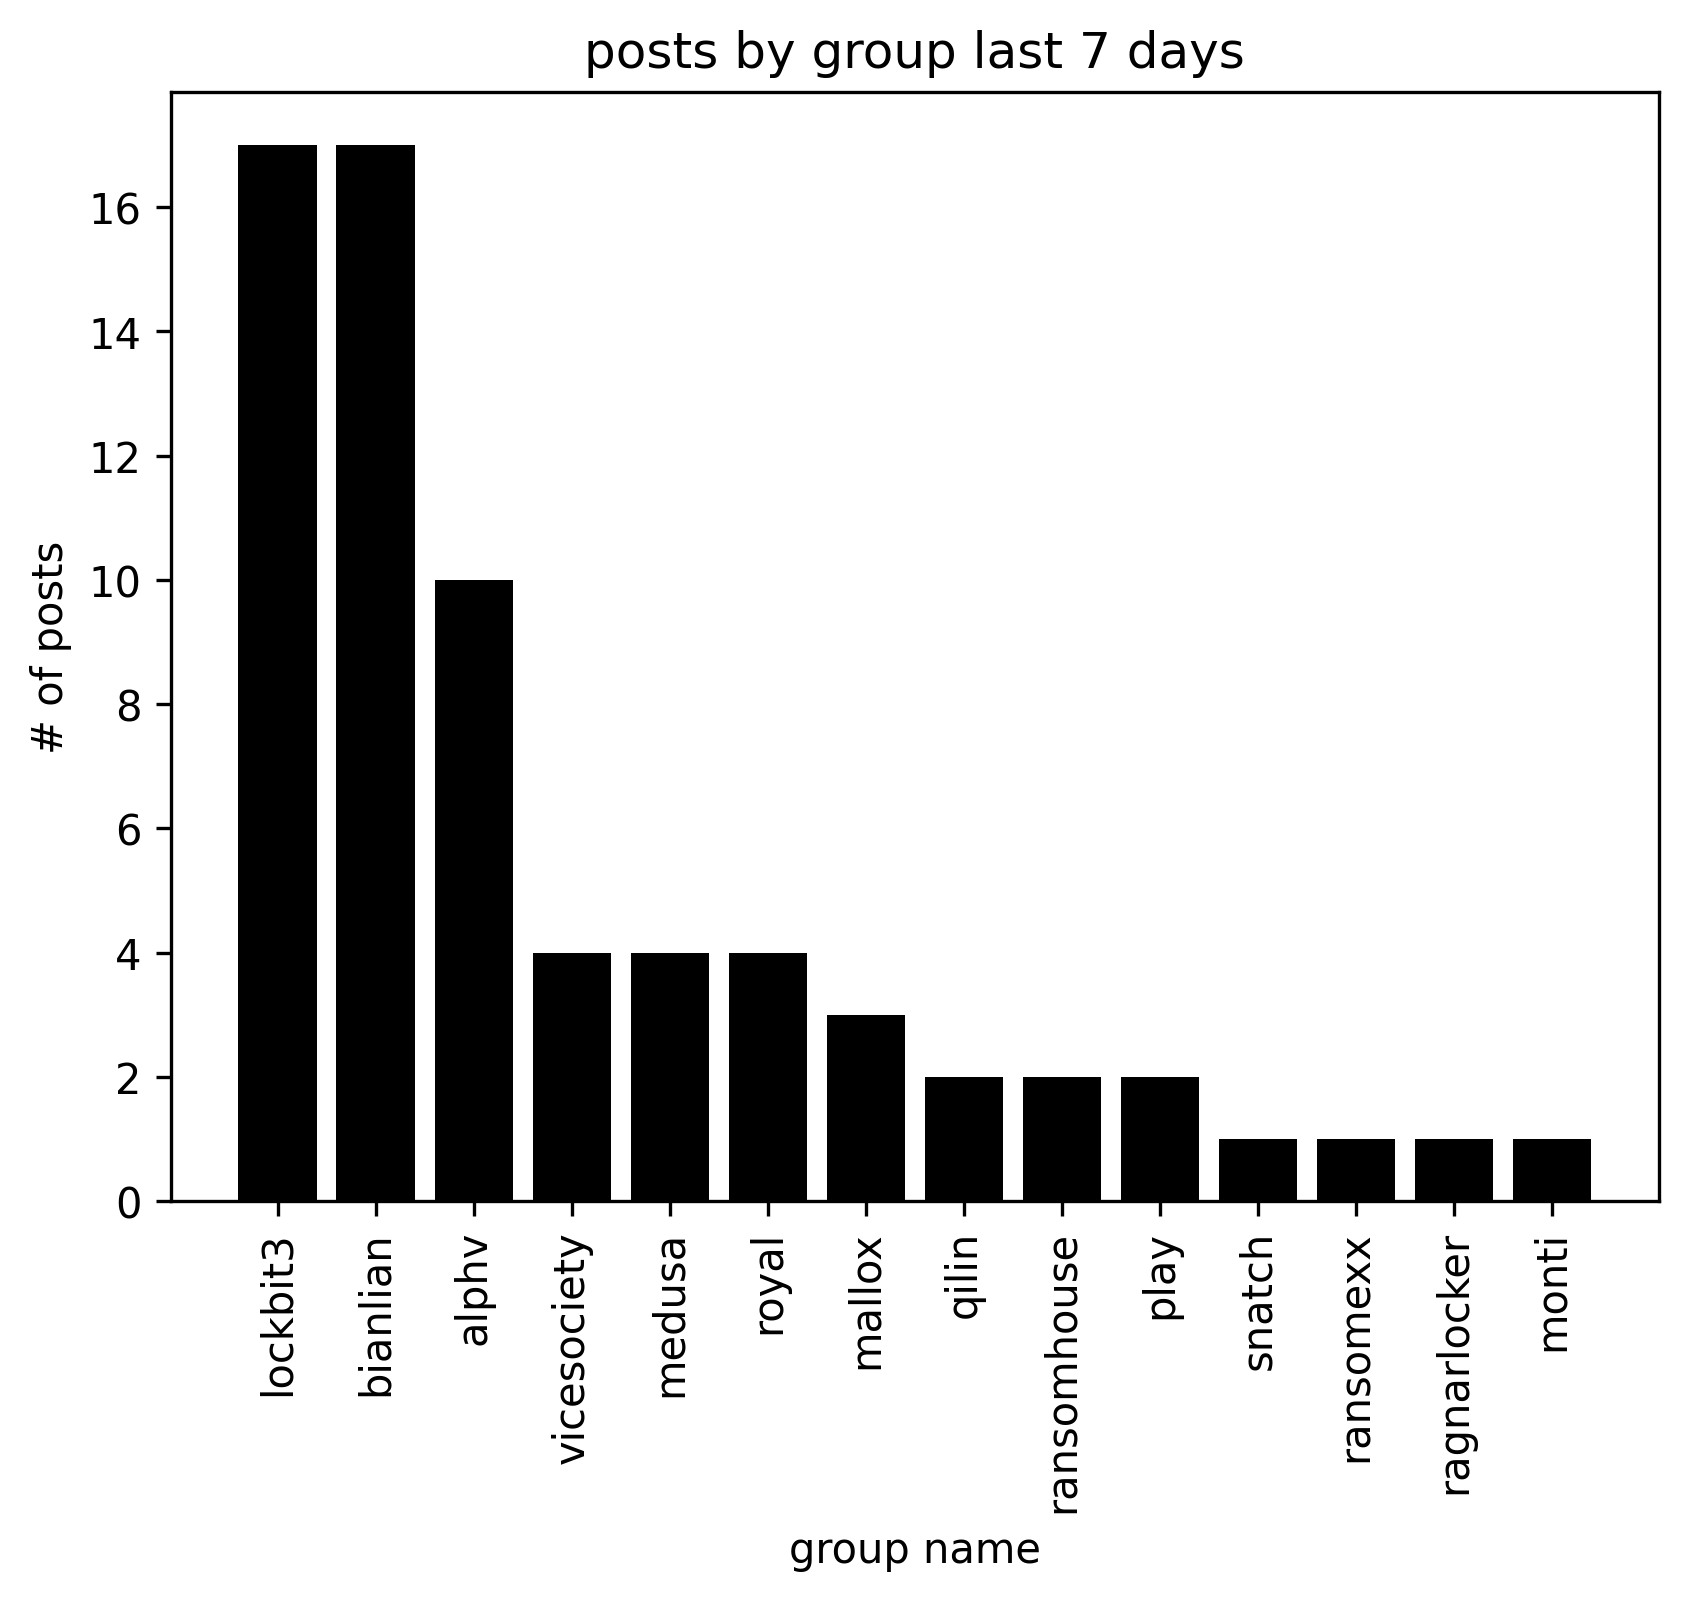 posts by group last 7 days
# of posts
16
14
12
10
8
6
4
2
0
lockbit3
bianlian
alphv
vicesociety
medusa
royal
mallox
qilin
ransomhouse
play
snatch
ransomexx
ragnarlocker
monti
group name